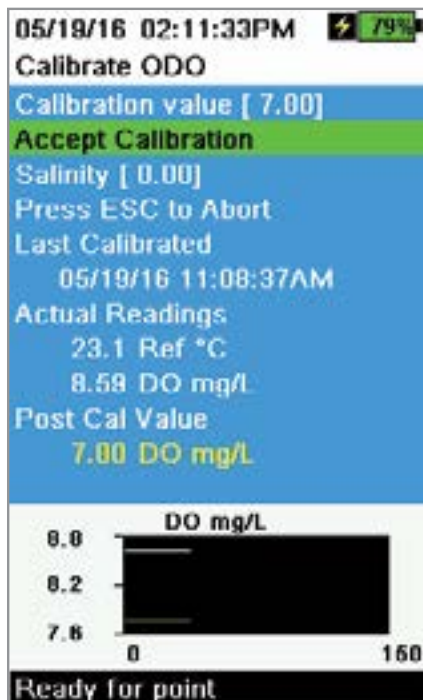 05/19/16 02:11:33PM 79%
Calibrate ODO
Calibration value [ 7.00]
Accept Calibration
Salinity [ 0.00]
Press ESC to Abort
Last Calibrated
05/19/16 11:08:37AM
Actual Readings
23.1 Ref °C
8.59 DO mg/L
Post Cal Value
7.00 DO mg/L
DO mg/L
8.8
8.2
7.6
0 160
Ready for point